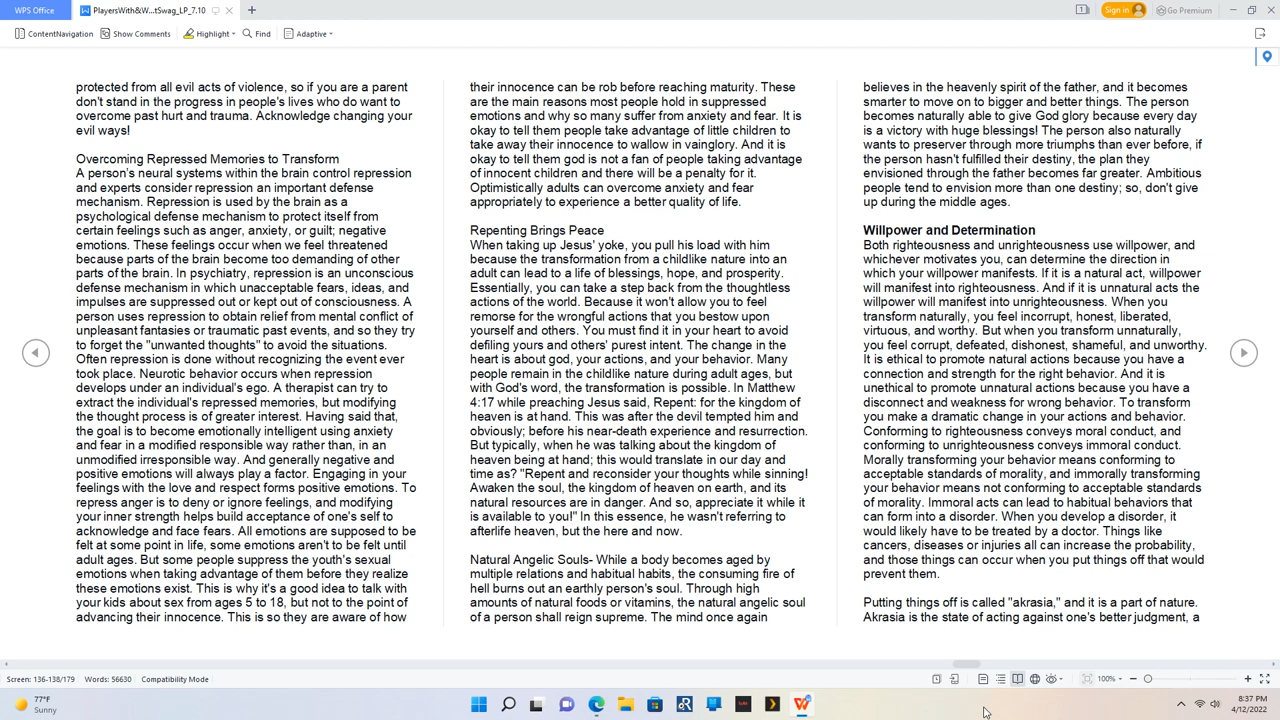 WPS Office
PlayersWith&W...tSwag_LP_7.10
Sign in
Go Premium
ContentNavigation
Show Comments
Highlight
Find
Adaptive
protected from all evil acts of violence, so if you are a parent
don't stand in the progress in people's lives who do want to
overcome past hurt and trauma. Acknowledge changing your
evil ways!
Overcoming Repressed Memories to Transform
A person's neural systems within the brain control repression
and experts consider repression an important defense
mechanism. Repression is used by the brain as a
psychological defense mechanism to protect itself from
certain feelings such as anger, anxiety, or guilt; negative
emotions. These feelings occur when we feel threatened
because parts of the brain become too demanding of other
parts of the brain. In psychiatry, repression is an unconscious
defense mechanism in which unacceptable fears, ideas, and
impulses are suppressed out or kept out of consciousness. A
person uses repression to obtain relief from mental conflict of
unpleasant fantasies or traumatic past events, and so they try
to forget the "unwanted thoughts" to avoid the situations.
Often repression is done without recognizing the event ever
took place. Neurotic behavior occurs when repression
develops under an individual's ego. A therapist can try to
extract the individual's repressed memories, but modifying
the thought process is of greater interest. Having said that,
the goal is to become emotionally intelligent using anxiety
and fear in a modified responsible way rather than, in an
unmodified irresponsible way. And generally negative and
positive emotions will always play a factor. Engaging in your
feelings with the love and respect forms positive emotions. To
repress anger is to deny or ignore feelings, and modifying
your inner strength helps build acceptance of one's self to
acknowledge and face fears. All emotions are supposed to be
felt at some point in life, some emotions aren't to be felt until
adult ages. But some people suppress the youth's sexual
emotions when taking advantage of them before they realize
these emotions exist. This is why it's a good idea to talk with
your kids about sex from ages 5 to 18, but not to the point of
advancing their innocence. This is so they are aware of how
their innocence can be rob before reaching maturity. These
are the main reasons most people hold in suppressed
emotions and why so many suffer from anxiety and fear. It is
okay to tell them people take advantage of little children to
take away their innocence to wallow in vainglory. And it is
okay to tell them god is not a fan of people taking advantage
of innocent children and there will be a penalty for it.
Optimistically adults can overcome anxiety and fear
appropriately to experience a better quality of life.
Repenting Brings Peace
When taking up Jesus' yoke, you pull his load with him
because the transformation from a childlike nature into an
adult can lead to a life of blessings, hope, and prosperity.
Essentially, you can take a step back from the thoughtless
actions of the world. Because it won't allow you to feel
remorse for the wrongful actions that you bestow upon
yourself and others. You must find it in your heart to avoid
defiling yours and others' purest intent. The change in the
heart is about god, your actions, and your behavior. Many
people remain in the childlike nature during adult ages, but
with God's word, the transformation is possible. In Matthew
4:17 while preaching Jesus said, Repent: for the kingdom of
heaven is at hand. This was after the devil tempted him and
obviously; before his near-death experience and resurrection.
But typically, when he was talking about the kingdom of
heaven being at hand; this would translate in our day and
time as? "Repent and reconsider your thoughts while sinning!
Awaken the soul, the kingdom of heaven on earth, and its
natural resources are in danger. And so, appreciate it while it
is available to you!" In this essence, he wasn't referring to
afterlife heaven, but the here and now.
Natural Angelic Souls- While a body becomes aged by
multiple relations and habitual habits, the consuming fire of
hell burns out an earthly person's soul. Through high
amounts of natural foods or vitamins, the natural angelic soul
of a person shall reign supreme. The mind once again
believes in the heavenly spirit of the father, and it becomes
smarter to move on to bigger and better things. The person
becomes naturally able to give God glory because every day
is a victory with huge blessings! The person also naturally
wants to preserver through more triumphs than ever before, if
the person hasn't fulfilled their destiny, the plan they
envisioned through the father becomes far greater. Ambitious
people tend to envision more than one destiny; so, don't give
up during the middle ages.
Willpower and Determination
Both righteousness and unrighteousness use willpower, and
whichever motivates you, can determine the direction in
which your willpower manifests. If it is a natural act, willpower
will manifest into righteousness. And if it is unnatural acts the
willpower will manifest into unrighteousness. When you
transform naturally, you feel incorrupt, honest, liberated,
virtuous, and worthy. But when you transform unnaturally,
you feel corrupt, defeated, dishonest, shameful, and unworthy.
It is ethical to promote natural actions because you have a
connection and strength for the right behavior. And it is
unethical to promote unnatural actions because you have a
disconnect and weakness for wrong behavior. To transform
you make a dramatic change in your actions and behavior.
Conforming to righteousness conveys moral conduct, and
conforming to unrighteousness conveys immoral conduct.
Morally transforming your behavior means conforming to
acceptable standards of morality, and immorally transforming
your behavior means not conforming to acceptable standards
of morality. Immoral acts can lead to habitual behaviors that
can form into a disorder. When you develop a disorder, it
would likely have to be treated by a doctor. Things like
cancers, diseases or injuries all can increase the probability,
and those things can occur when you put things off that would
prevent them.
Putting things off is called "akrasia," and it is a part of nature.
Akrasia is the state of acting against one's better judgment, a
Screen: 136-138/179
Words: 56630
Compatibility Mode
100%
77°F
Sunny
6:37 PM
4/12/2022